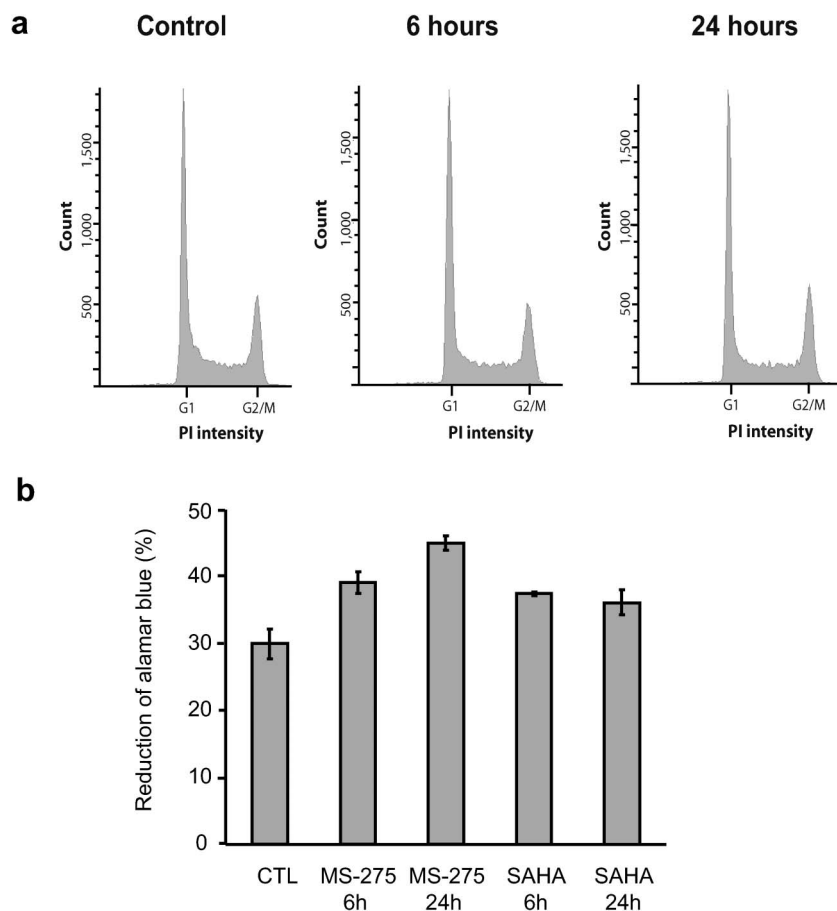 a
Control
6 hours
24 hours
Count
1,500
1,000
500
G1 G2/M
PI intensity
Count
1,500
1,000
500
G1 G2/M
PI intensity
Count
1,500
1,000
500
G1 G2/M
PI intensity
b
Reduction of alamar blue (%)
50
40
30
20
10
0
CTL MS-275 MS-275 SAHA SAHA
6h 24h 6h 24h